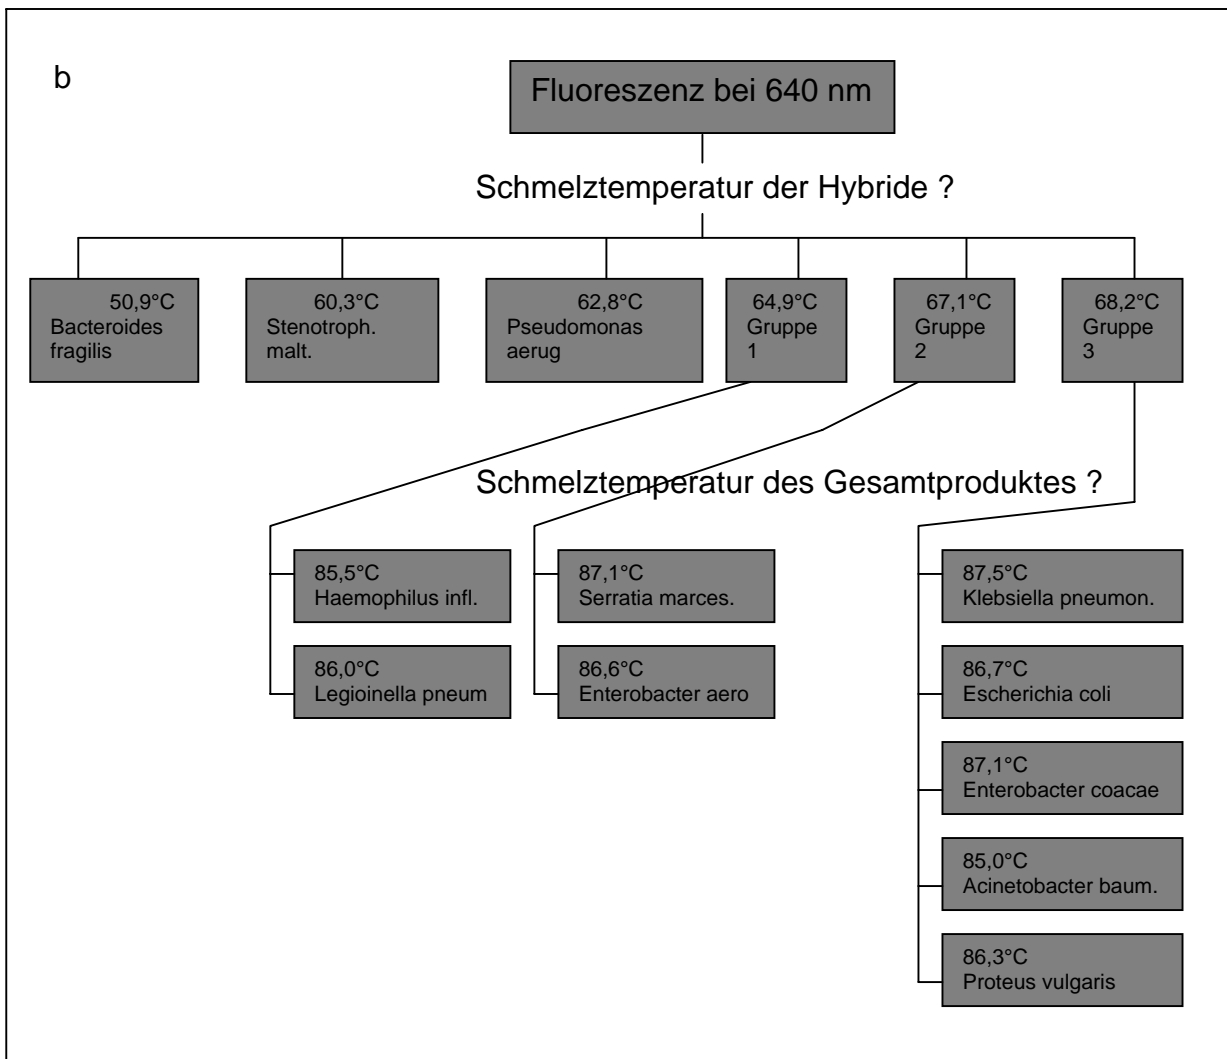 b
Fluoreszenz bei 640 nm
Schmelztemperatur der Hybride ?
50,9°C
Bacteroides
fragilis
60,3°C
Stenotroph.
malt.
62,8°C
Pseudomonas
aerug
64,9°C
Gruppe
1
67,1°C
Gruppe
2
68,2°C
Gruppe
3
Schmelztemperatur des Gesamtproduktes ?
85,5°C
Haemophilus infl.
86,0°C
Legioinella pneum
87,1°C
Serratia marces.
86,6°C
Enterobacter aero
87,5°C
Klebsiella pneumon.
86,7°C
Escherichia coli
87,1°C
Enterobacter coacae
85,0°C
Acinetobacter baum.
86,3°C
Proteus vulgaris